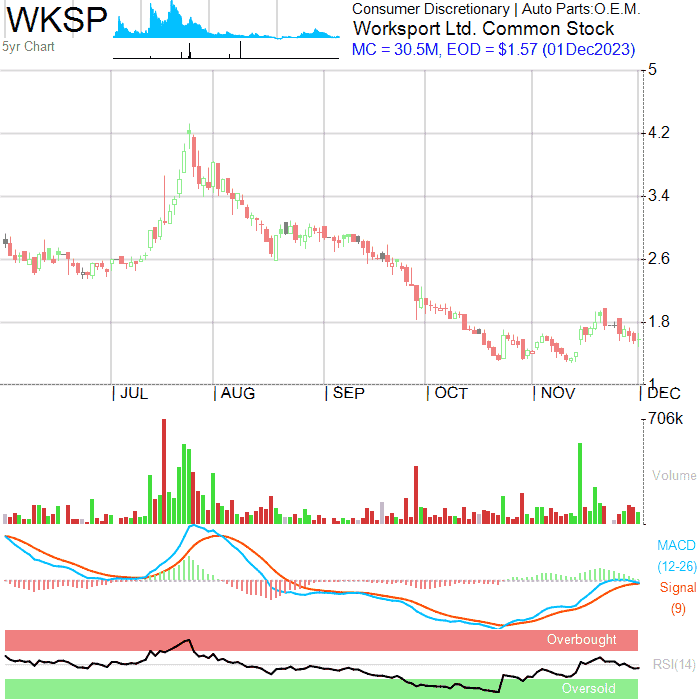 WKSP
5yr Chart
Consumer Discretionary | Auto Parts:O.E.M.
Worksport Ltd. Common Stock
MC = 30.5M, EOD = $1.57 (01Dec2023)
5
4.2
3.4
2.6
1.8
1
| JUL | AUG | SEP | OCT | NOV | DEC
706k
Volume
MACD
(12-26)
Signal
(9)
Overbought
RSI(14)
Oversold